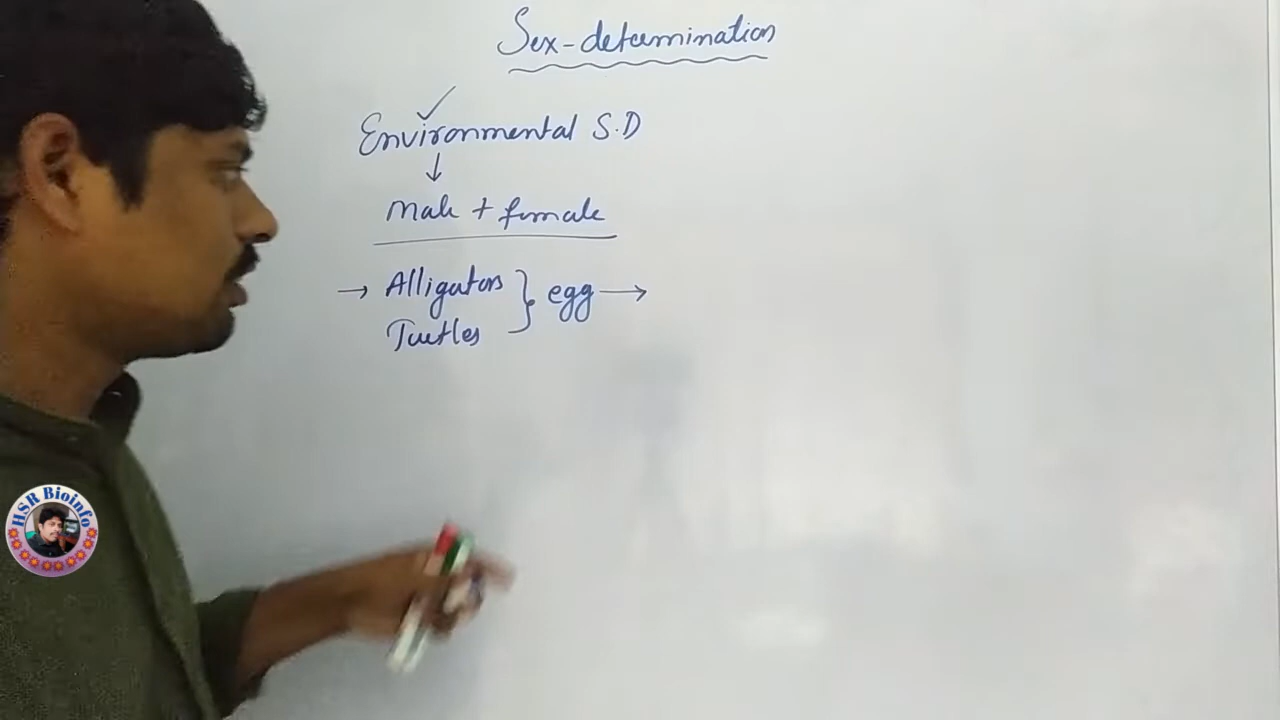 Sex-determination
Environmental S.D
↓
male + female
→ Alligators } egg →
Turtles
HSR Bioinfo